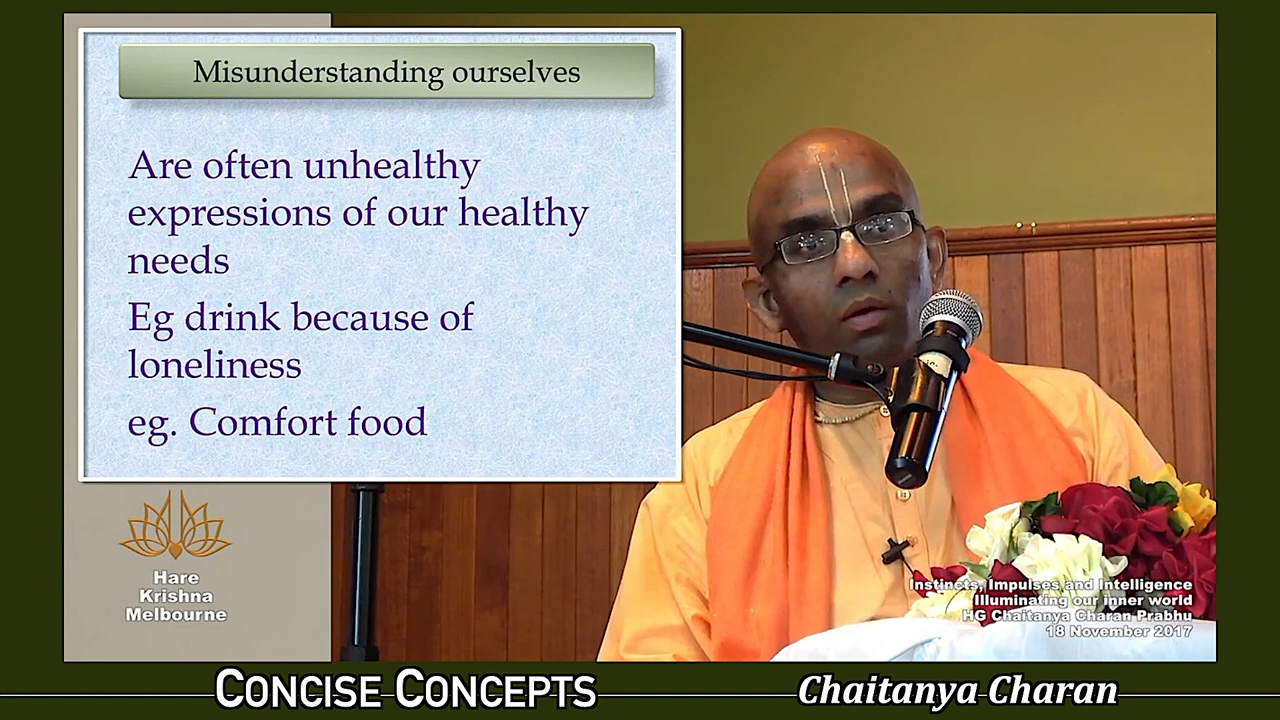 Misunderstanding ourselves
Are often unhealthy
expressions of our healthy
needs
Eg drink because of
loneliness
eg. Comfort food
Hare
Krishna
Melbourne
Instincts, Impulses and Intelligence
Illuminating our inner world
HG Chaitanya Charan Prabhu
18 November 2017
Concise Concepts
Chaitanya Charan